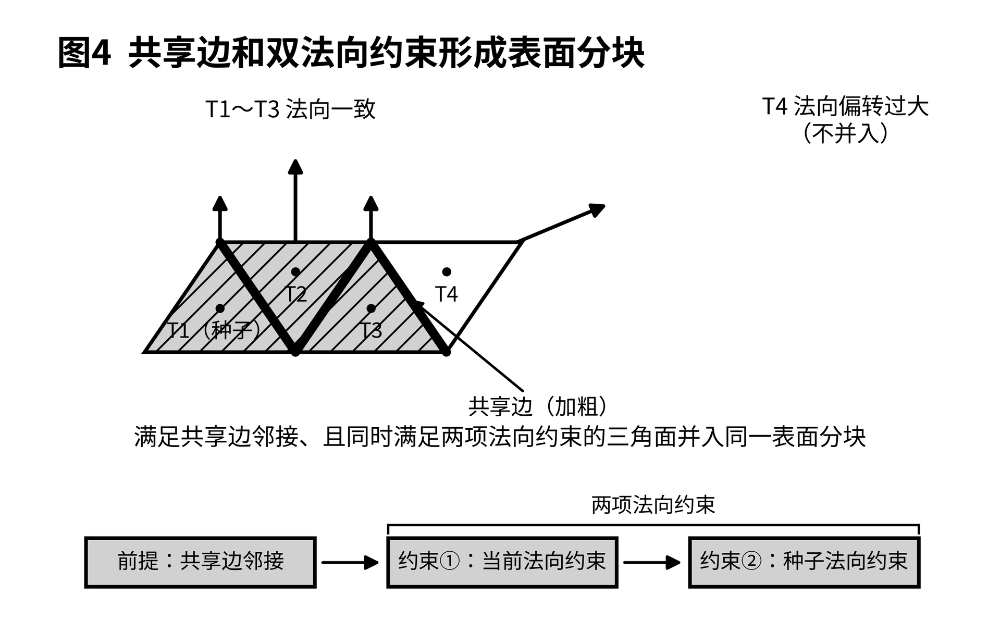 图4 共享边和双法向约束形成表面分块
T1～T3 法向一致
T4 法向偏转过大
（不并入）
T2
T4
T1（种子）
T3
共享边（加粗）
满足共享边邻接、且同时满足两项法向约束的三角面并入同一表面分块
两项法向约束
前提：共享边邻接
约束①：当前法向约束
约束②：种子法向约束